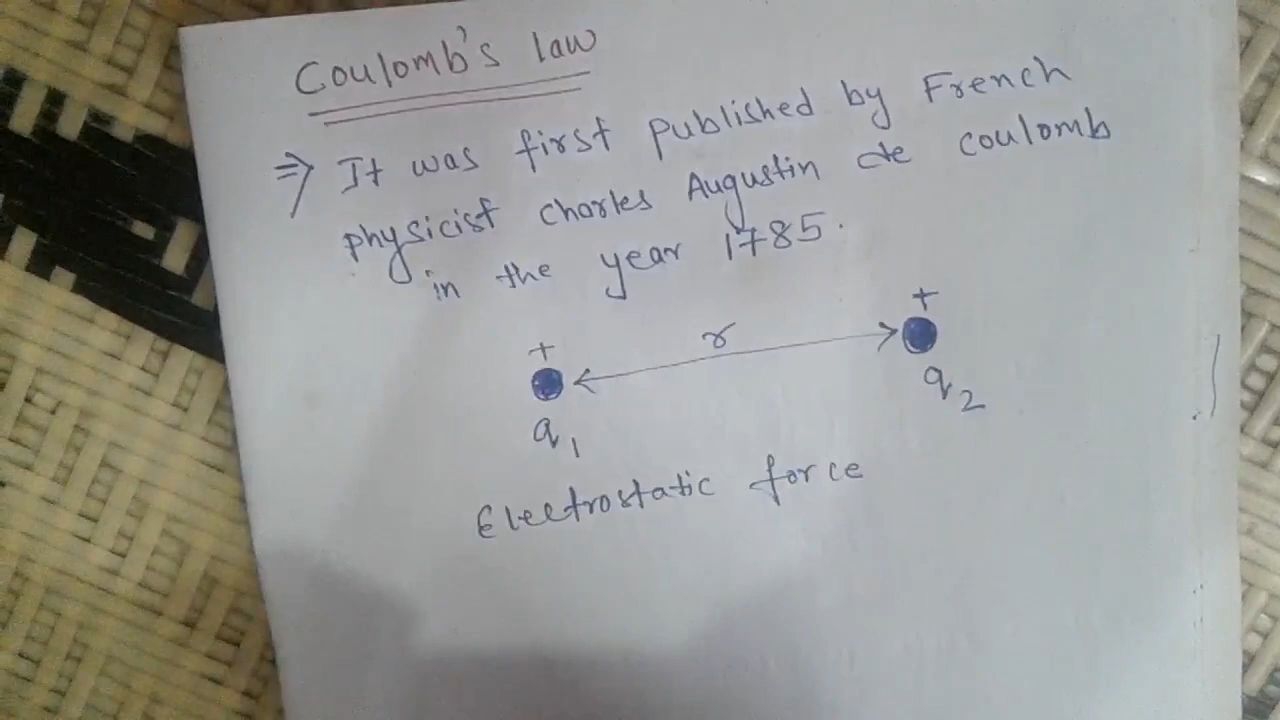 Coulomb's law
⇒ It was first published by French
physicist Charles Augustin de coulomb
in the year 1785.
+ r +
q1 q2
Electrostatic force